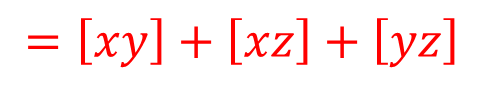 = [xy] + [xz] + [yz]